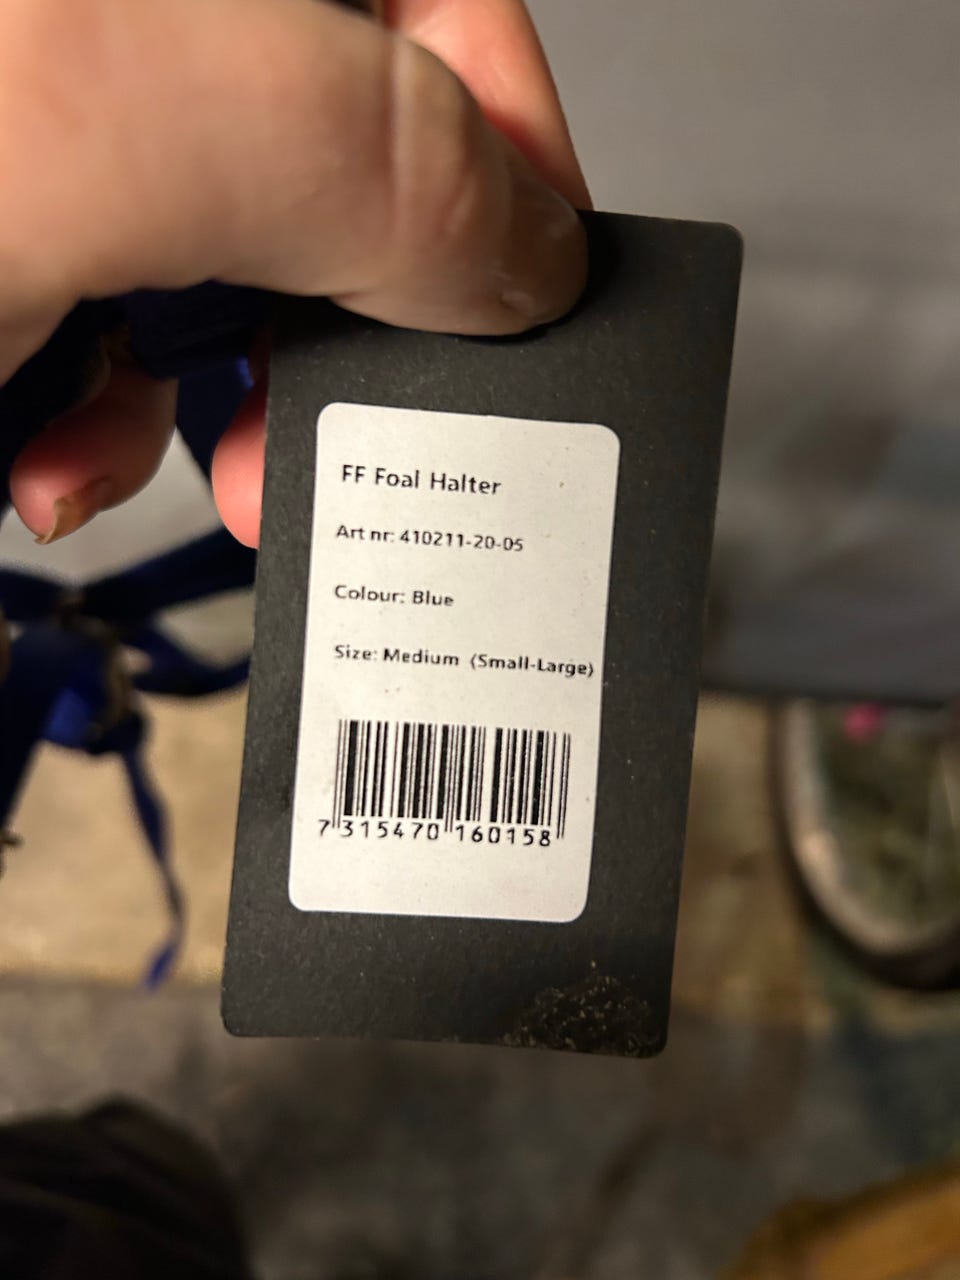 FF Foal Halter
Art nr: 410211-20-05
Colour: Blue
Size: Medium (Small-Large)
7 315470 160158